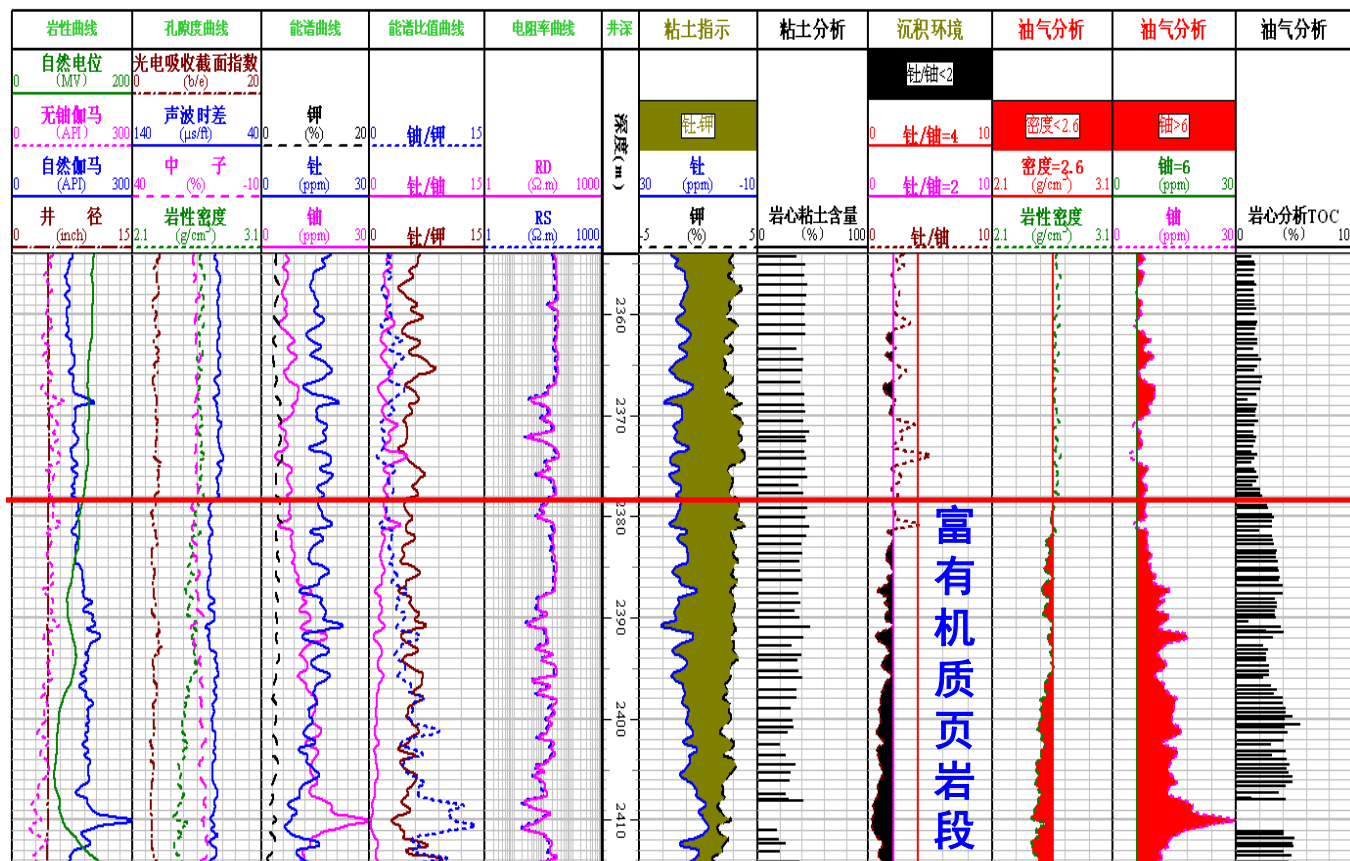 岩性曲线 孔隙度曲线 能谱曲线 能谱比值曲线 电阻率曲线 井深 粘土指示 粘土分析 沉积环境 油气分析 油气分析 油气分析
自然电位
0 (MV) 200
无铀伽马
0 (API) 300
自然伽马
0 (API) 300
井 径
0 (inch) 15
光电吸收截面指数
0 (b/e) 20
声波时差
140 (μs/ft) 40
中 子
40 (%) -10
岩性密度
2.1 (g/cm³) 3.1
钾
0 (%) 20
钍
0 (ppm) 30
铀
0 (ppm) 30
铀/钾
0 15
钍/铀
0 15
钍/钾
0 15
RD
1 (Ω.m) 1000
RS
1 (Ω.m) 1000
深度(m)
钍-钾
钍
30 (ppm) -10
钾
-5 (%) 5
岩心粘土含量
0 (%) 100
钍/铀<2
0 钍/铀=4 10
0 钍/铀=2 10
0 钍/铀 10
密度<2.6
密度=2.6
2.1 (g/cm³) 3.1
岩性密度
2.1 (g/cm³) 3.1
铀>6
铀=6
0 (ppm) 30
铀
0 (ppm) 30
岩心分析TOC
0 (%) 10
2360
2370
2380
2390
2400
2410
富有机质页岩段